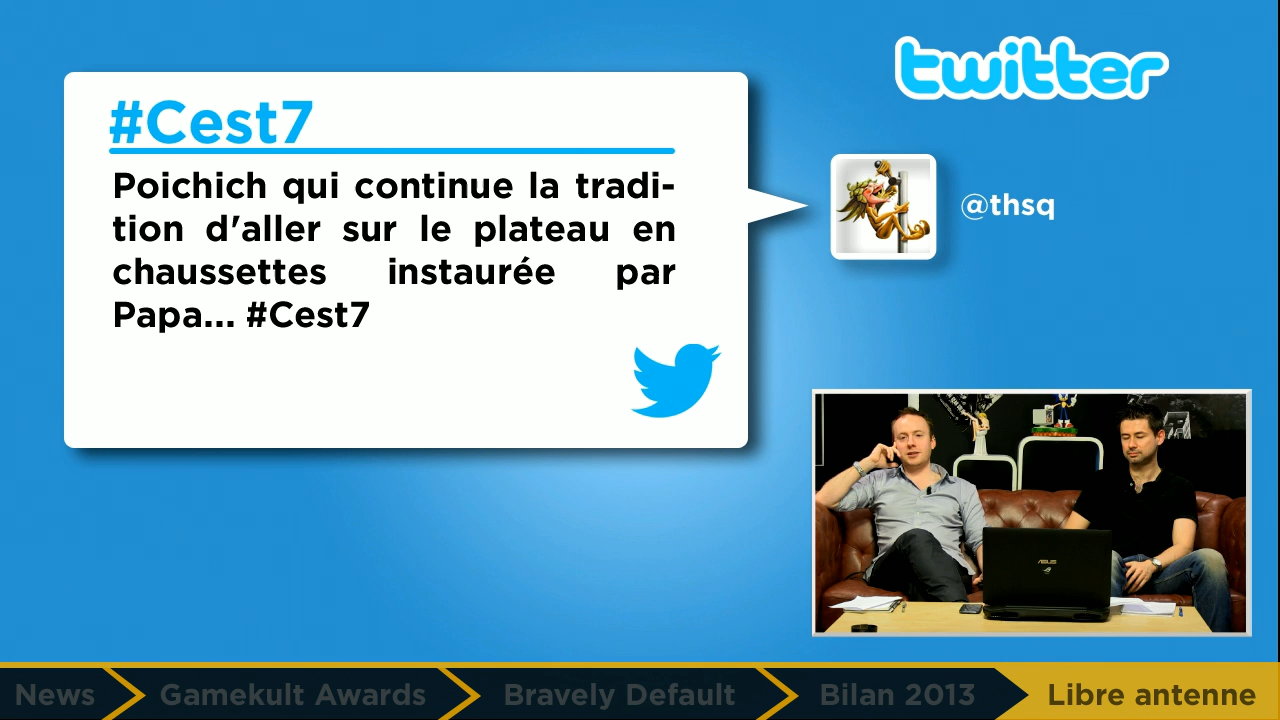 twitter
#Cest7
Poichich qui continue la tradi-
tion d'aller sur le plateau en
chaussettes instaurée par
Papa... #Cest7
@thsq
ASUS
News
Gamekult Awards
Bravely Default
Bilan 2013
Libre antenne